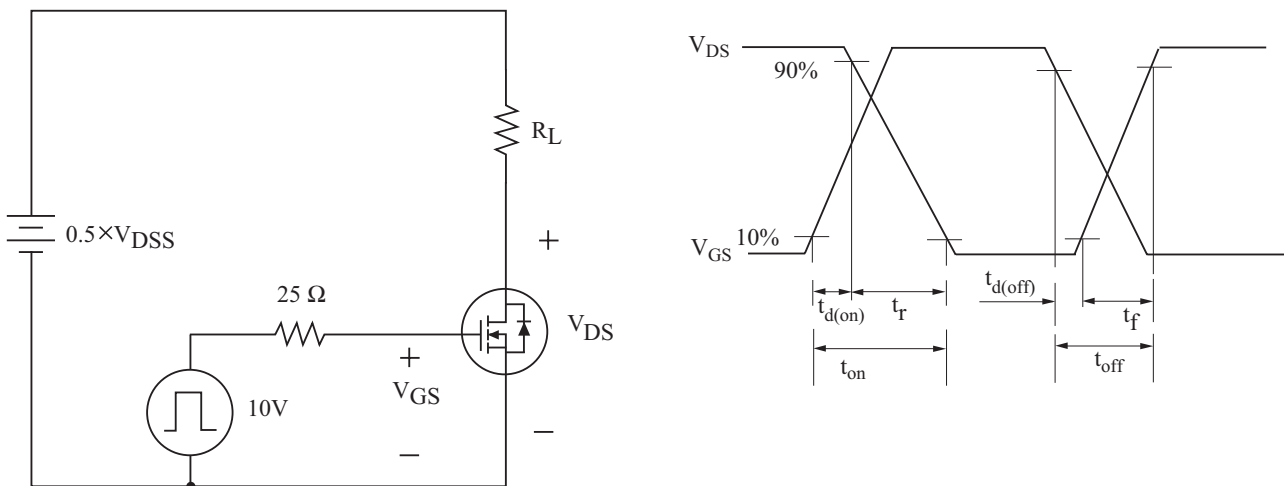 R_L
0.5×V_DSS
25 Ω
+
V_DS
+
V_GS
10V
−
−
V_DS
90%
10%
V_GS
t_d(on)
t_r
t_d(off)
t_f
t_on
t_off